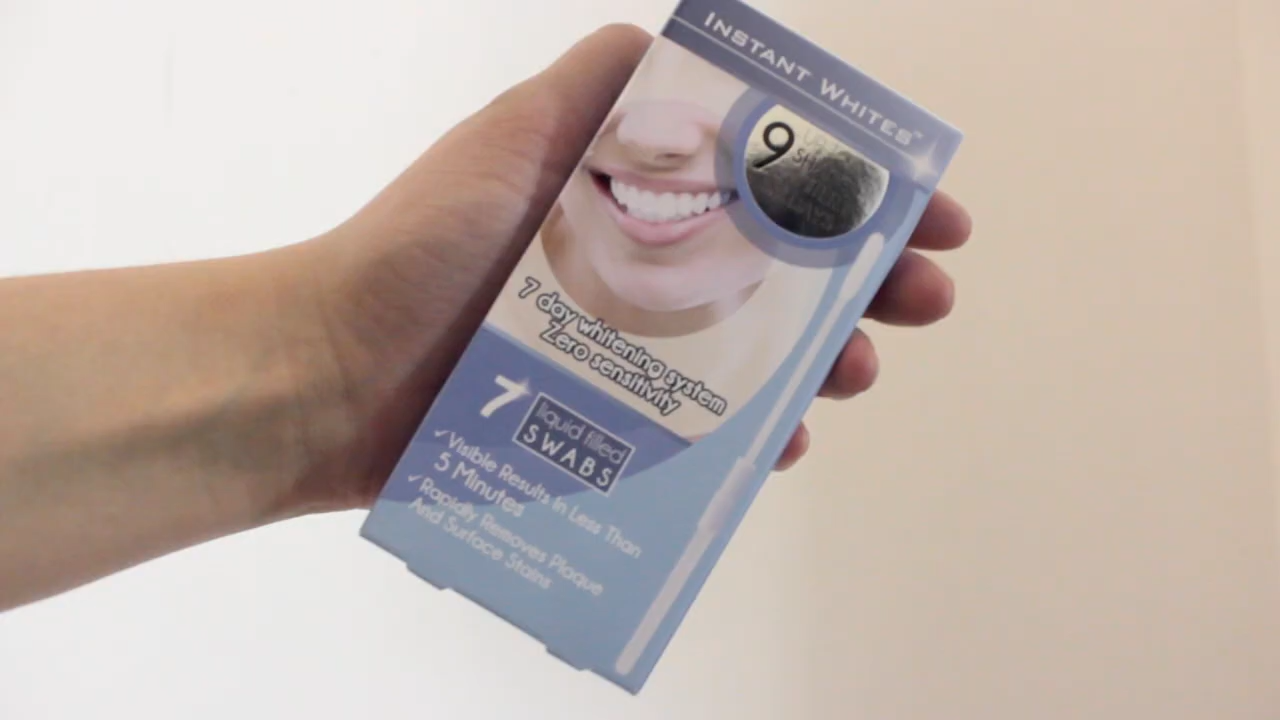 INSTANT WHITES™
9
7 day whitening system
Zero sensitivity
7
liquid filled
SWABS
✓Visible Results in Less Than
5 Minutes
✓Rapidly Removes Plaque
And Surface Stains